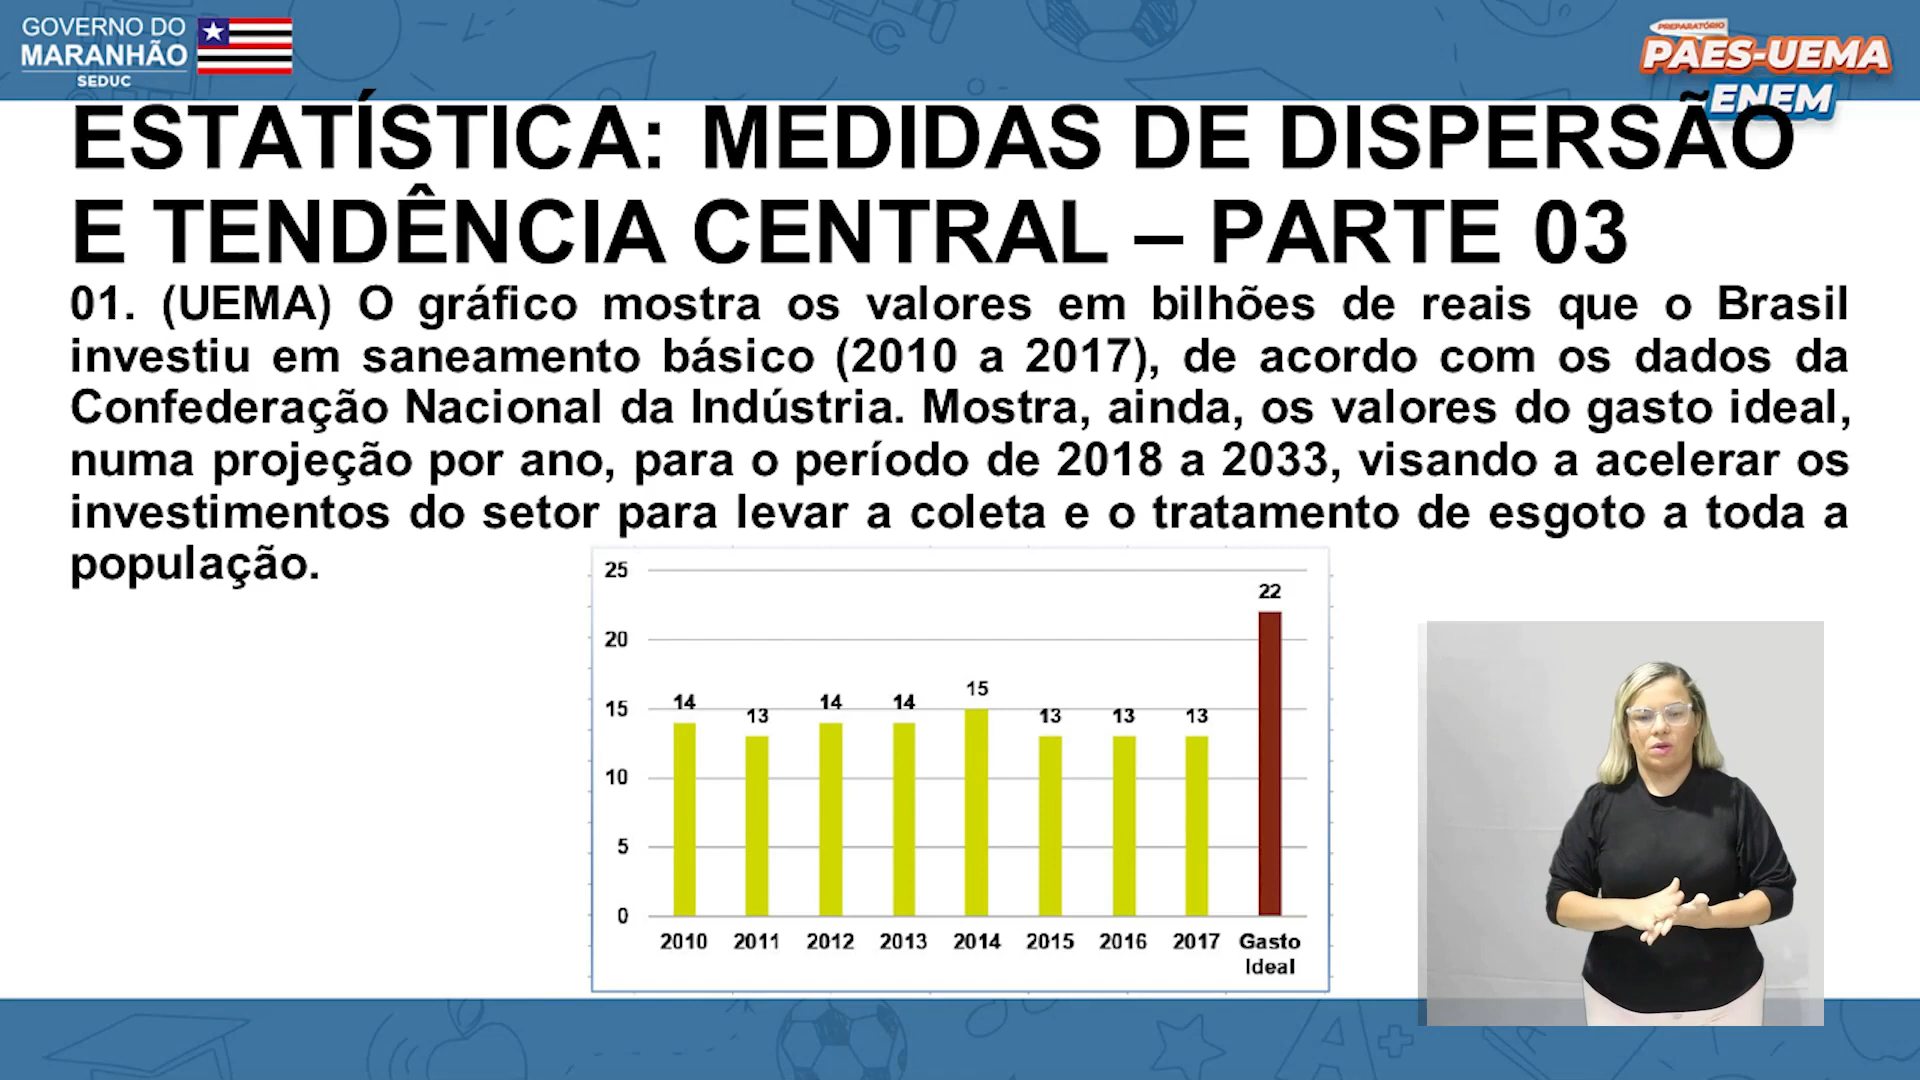 GOVERNO DO
MARANHÃO
SEDUC
PREPARATÓRIO
PAES-UEMA
ENEM
ESTATÍSTICA: MEDIDAS DE DISPERSÃO
E TENDÊNCIA CENTRAL – PARTE 03
01. (UEMA) O gráfico mostra os valores em bilhões de reais que o Brasil
investiu em saneamento básico (2010 a 2017), de acordo com os dados da
Confederação Nacional da Indústria. Mostra, ainda, os valores do gasto ideal,
numa projeção por ano, para o período de 2018 a 2033, visando a acelerar os
investimentos do setor para levar a coleta e o tratamento de esgoto a toda a
população.
25
20
15
10
5
0
14 13 14 14 15 13 13 13 22
2010 2011 2012 2013 2014 2015 2016 2017 Gasto
Ideal